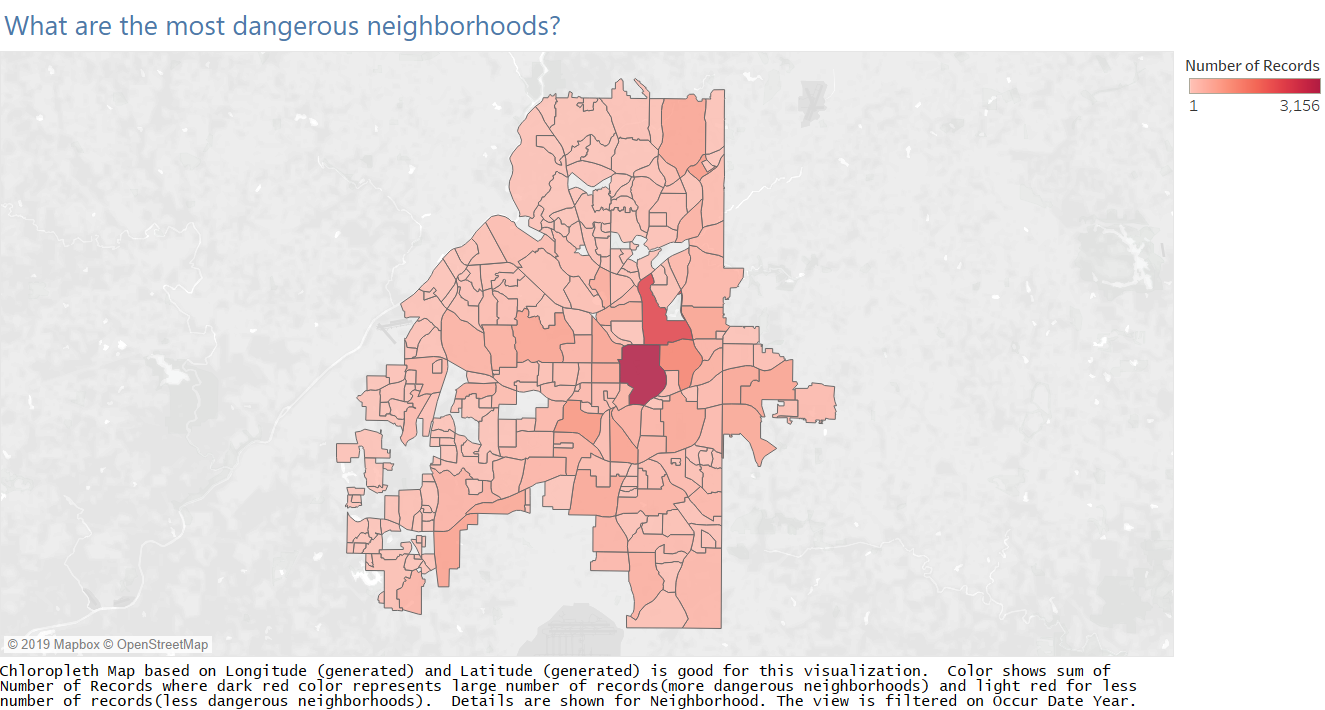 What are the most dangerous neighborhoods?
Number of Records
1 3,156
© 2019 Mapbox © OpenStreetMap
Chloropleth Map based on Longitude (generated) and Latitude (generated) is good for this visualization.  Color shows sum of
Number of Records where dark red color represents large number of records(more dangerous neighborhoods) and light red for less
number of records(less dangerous neighborhoods).  Details are shown for Neighborhood. The view is filtered on Occur Date Year.